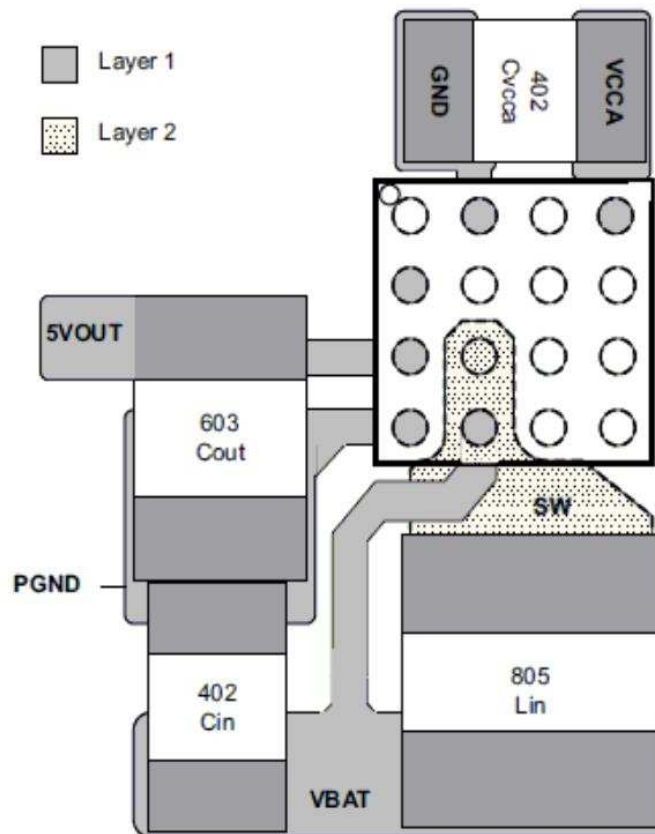 Layer 1
Layer 2
GND
402
Cvcca
VCCA
5VOUT
603
Cout
SW
PGND
402
Cin
805
Lin
VBAT